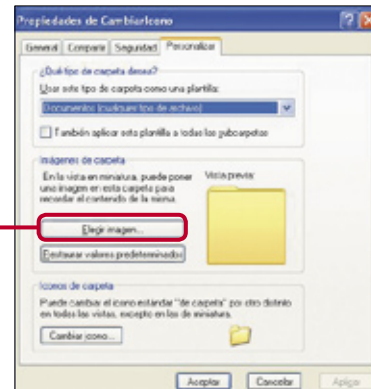 Propiedades de CambiarIcono
General Compartir Seguridad Personalizar
¿Qué tipo de carpeta desea?
Usar este tipo de carpeta como una plantilla:
Documentos (cualquier tipo de archivo)
También aplicar esta plantilla a todas las subcarpetas
Imágenes de carpeta
En la vista en miniatura, puede poner
una imagen en esta carpeta para
recordar el contenido de la misma.
Vista previa:
Elegir imagen...
Restaurar valores predeterminados
Iconos de carpeta
Puede cambiar el icono estándar "de carpeta" por otro distinto
en todas las vistas, excepto en las de miniatura.
Cambiar icono...
Aceptar Cancelar Aplicar